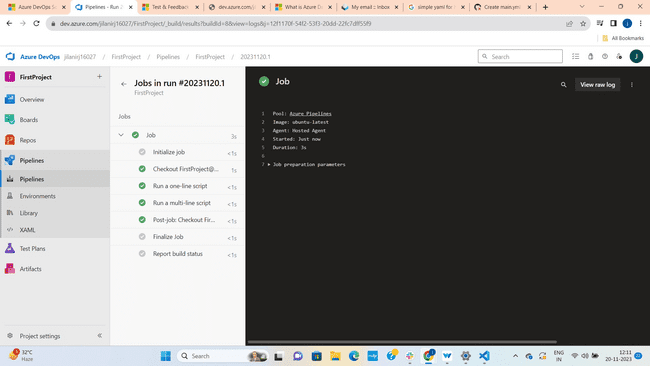 Azure DevOps Se
Pipelines - Run 2
Test & Feedback
dev.azure.com/j
What is Azure De
My email :: Inbox
simple yaml for
Create main.yml
dev.azure.com/jilanirj16027/FirstProject/_build/results?buildId=8&view=logs&j=12f1170f-54f2-53f3-20dd-22fc7dff55f9
All Bookmarks
Azure DevOps jilanirj16027 / FirstProject / Pipelines / FirstProject / 20231120.1
Search
J
F FirstProject +
Overview
Boards
Repos
Pipelines
Pipelines
Environments
Library
XAML
Test Plans
Artifacts
Project settings
Jobs in run #20231120.1
FirstProject
Jobs
Job 3s
Initialize job <1s
Checkout FirstProject@... 1s
Run a one-line script <1s
Run a multi-line script <1s
Post-job: Checkout Fir... <1s
Finalize Job <1s
Report build status <1s
Job
View raw log
1 Pool: Azure Pipelines
2 Image: ubuntu-latest
3 Agent: Hosted Agent
4 Started: Just now
5 Duration: 3s
6
7 Job preparation parameters
32°C
Haze
Search
ENG
IN
12:11
20-11-2023